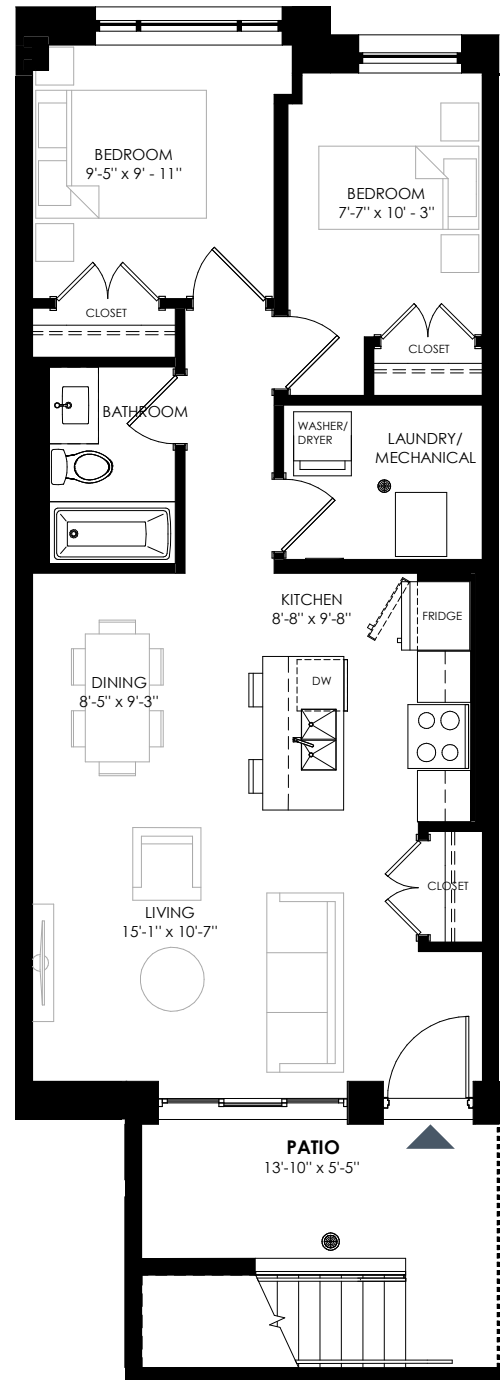 BEDROOM
9'-5" x 9' - 11"
BEDROOM
7'-7" x 10' - 3"
CLOSET
CLOSET
BATHROOM
WASHER/
DRYER
LAUNDRY/
MECHANICAL
KITCHEN
8'-8" x 9'-8"
FRIDGE
DW
DINING
8'-5" x 9'-3"
CLOSET
LIVING
15'-1" x 10'-7"
PATIO
13'-10" x 5'-5"